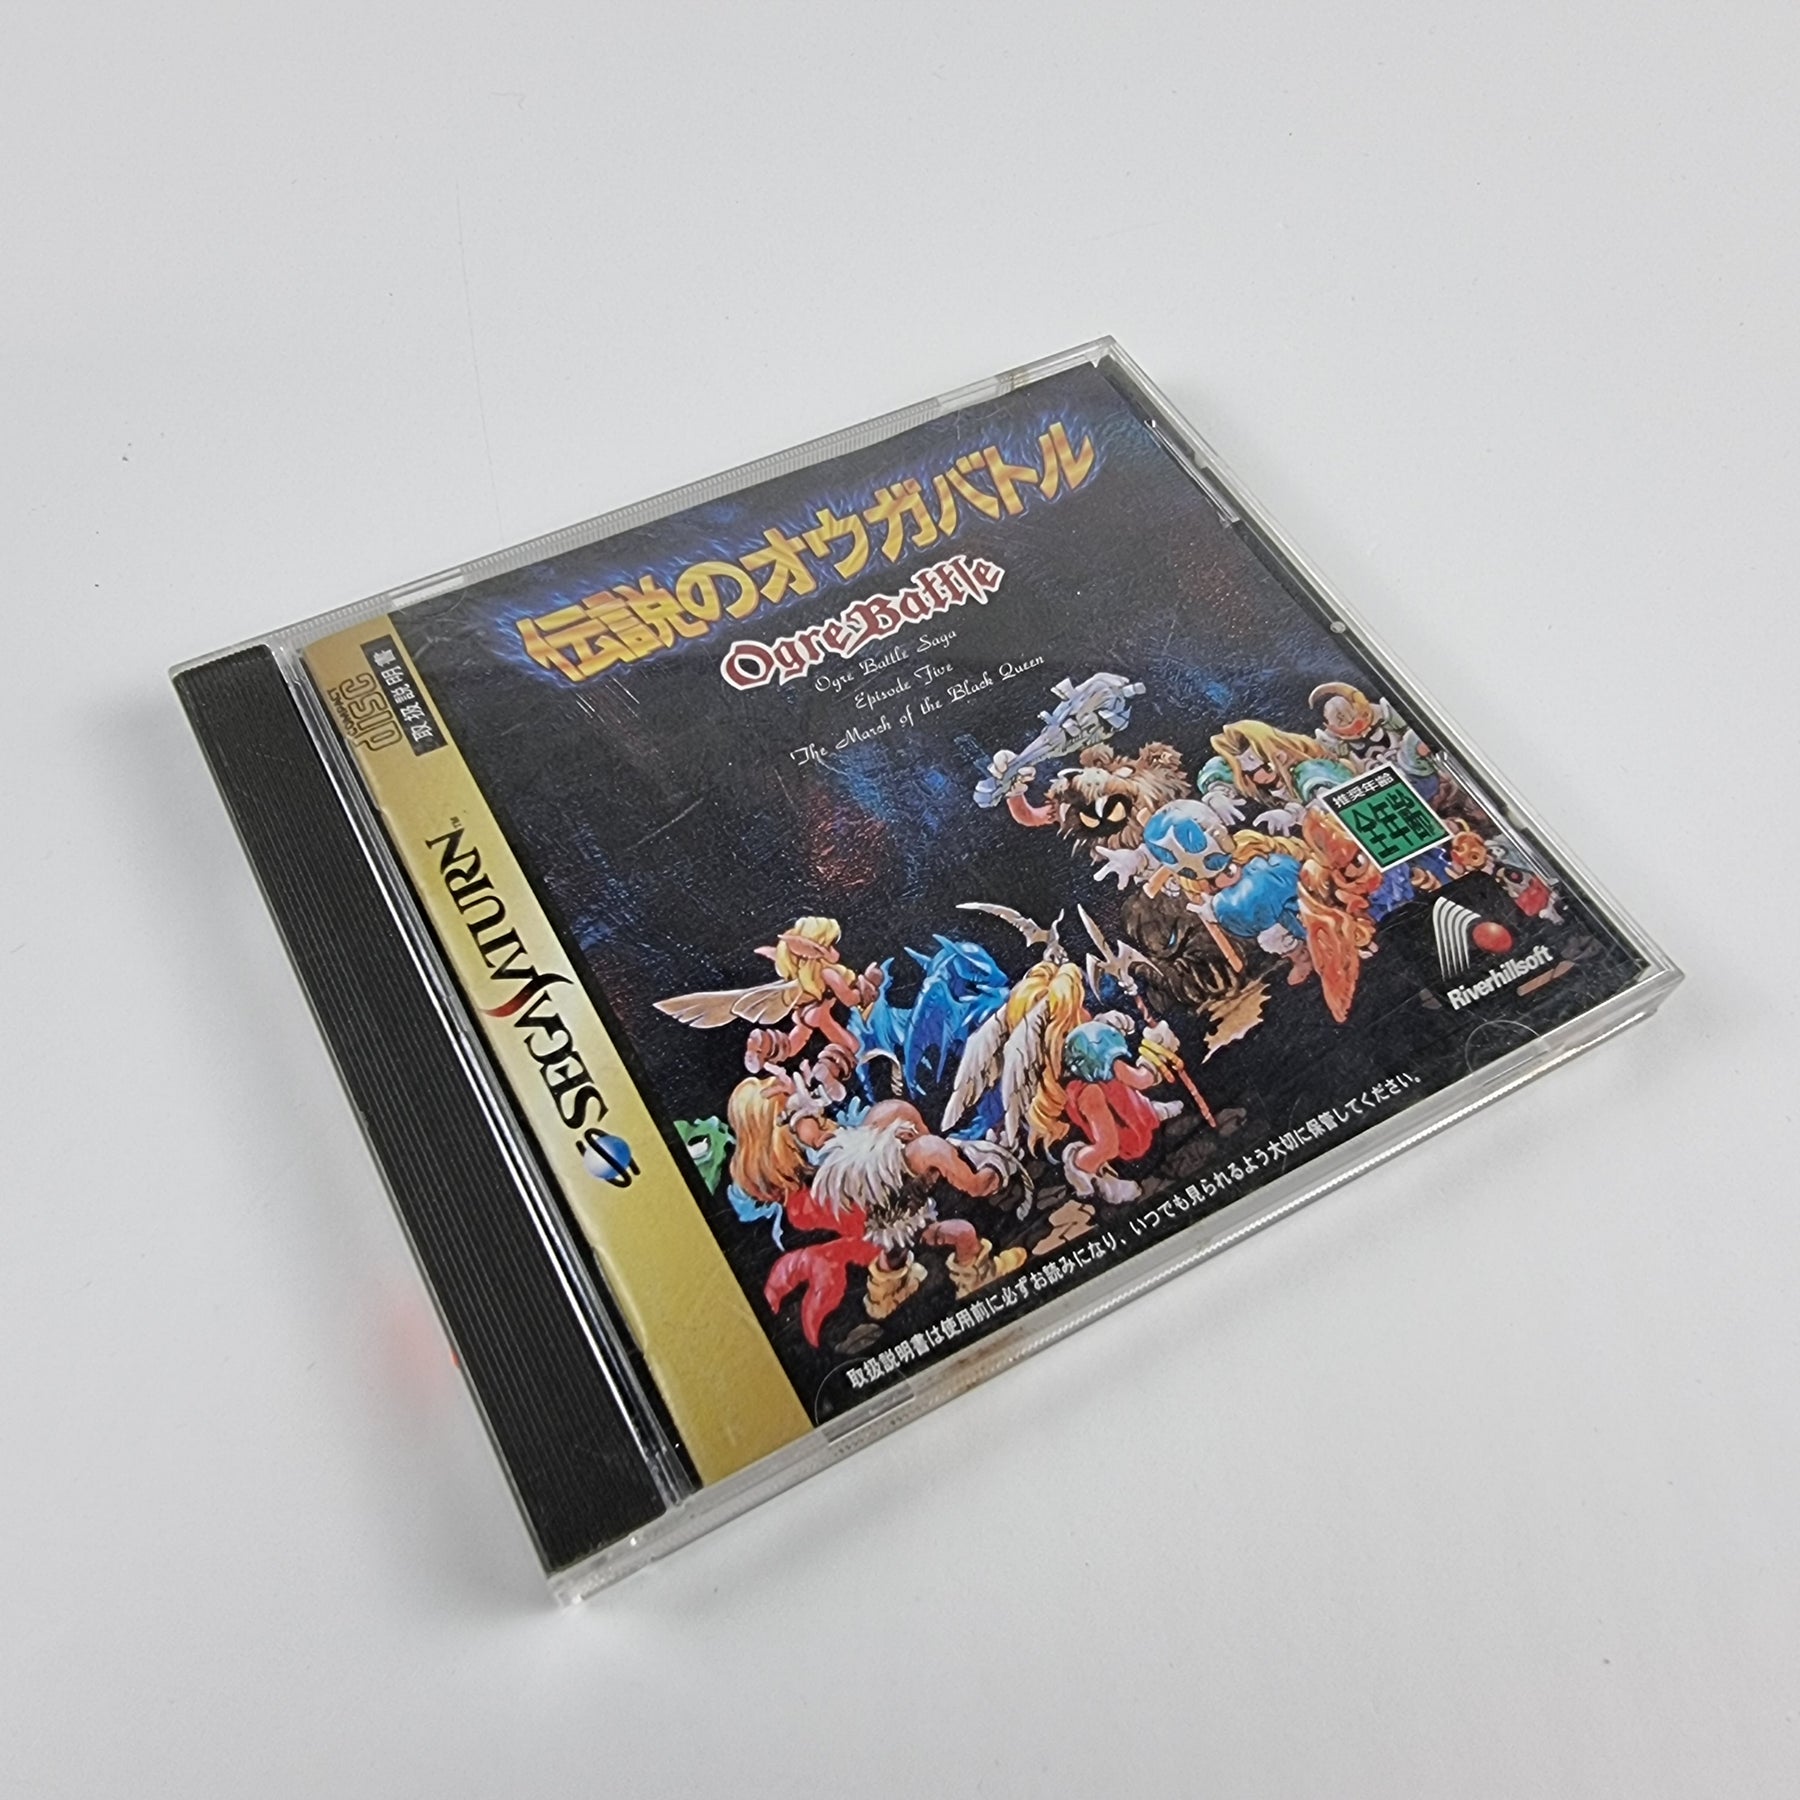 伝説のオウガバトル
Ogre Battle
Ogre Battle Saga
Episode Five
The March of the Black Queen
取扱説明書
COMPACT
disc
SEGA SATURN™
推奨年齢
全年齢
Riverhillsoft
取扱説明書は使用前に必ずお読みになり、いつでも見られるよう大切に保管してください。